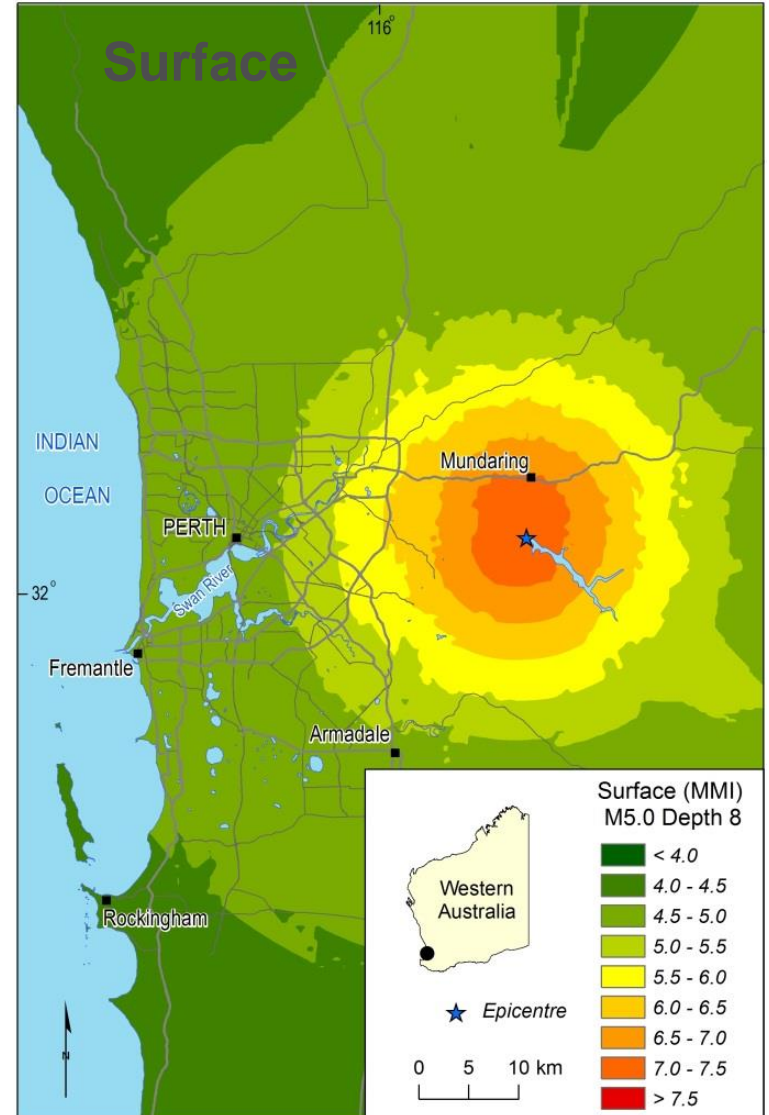 116°
Surface
INDIAN
OCEAN
Mundaring
PERTH
Swan River
32°
Fremantle
Armadale
Rockingham
N
Surface (MMI)
M5.0 Depth 8
< 4.0
4.0 - 4.5
4.5 - 5.0
5.0 - 5.5
5.5 - 6.0
6.0 - 6.5
6.5 - 7.0
7.0 - 7.5
> 7.5
Western
Australia
Epicentre
0 5 10 km